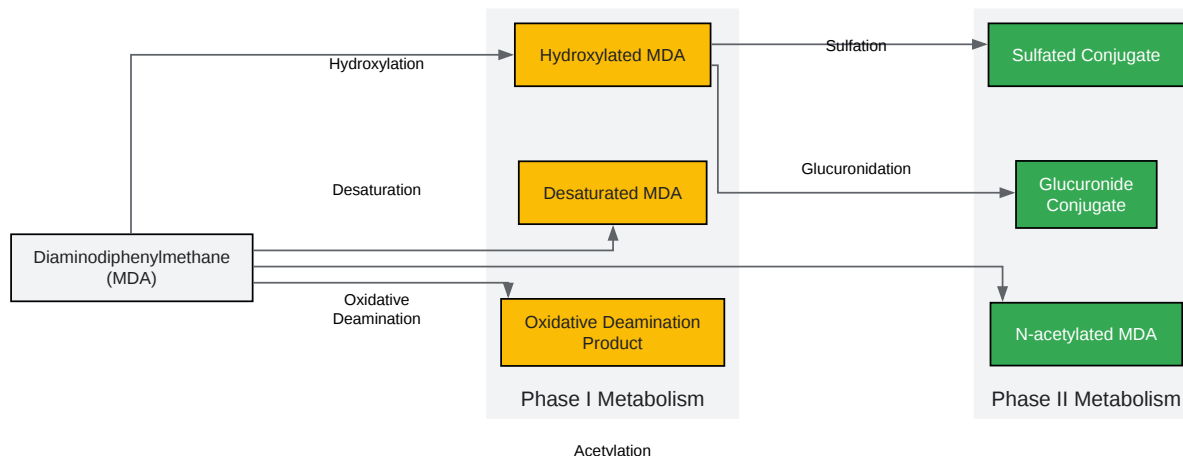 Hydroxylated MDA
Sulfation
Sulfated Conjugate
Hydroxylation
Glucuronidation
Desaturation
Desaturated MDA
Glucuronide
Conjugate
Diaminodiphenylmethane
(MDA)
Oxidative
Deamination
Oxidative Deamination
Product
N-acetylated MDA
Phase I Metabolism
Phase II Metabolism
Acetylation